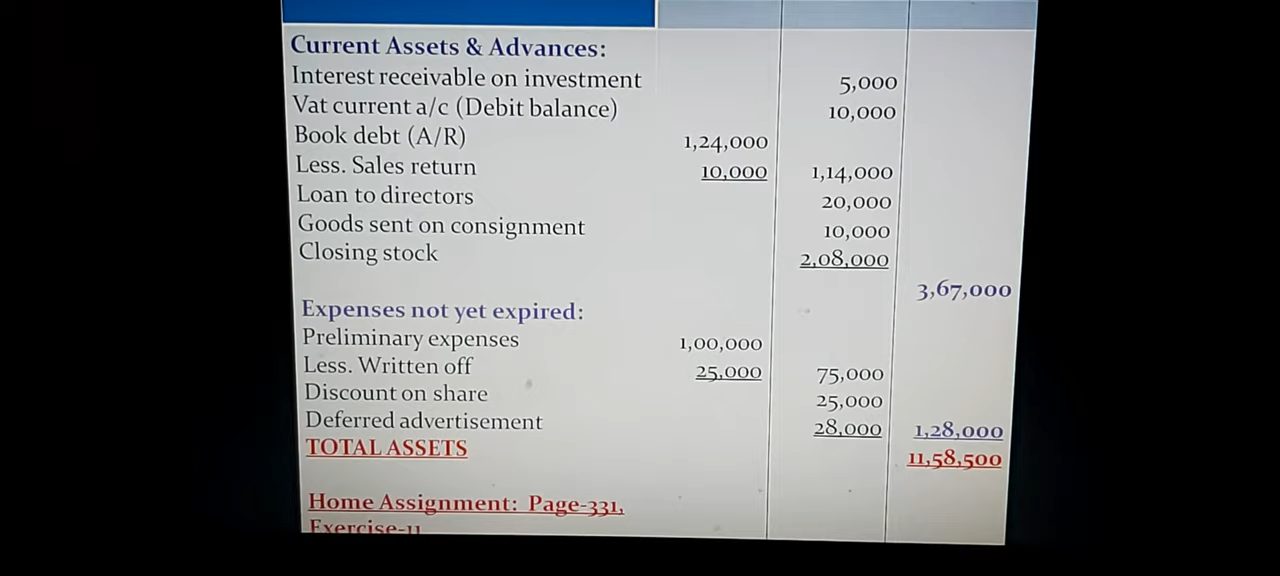 Current Assets & Advances:
Interest receivable on investment 5,000
Vat current a/c (Debit balance) 10,000
Book debt (A/R) 1,24,000
Less. Sales return 10,000 1,14,000
Loan to directors 20,000
Goods sent on consignment 10,000
Closing stock 2,08,000
3,67,000
Expenses not yet expired:
Preliminary expenses 1,00,000
Less. Written off 25,000 75,000
Discount on share 25,000
Deferred advertisement 28,000 1,28,000
TOTAL ASSETS 11,58,500
Home Assignment: Page-331,
Exercise-11